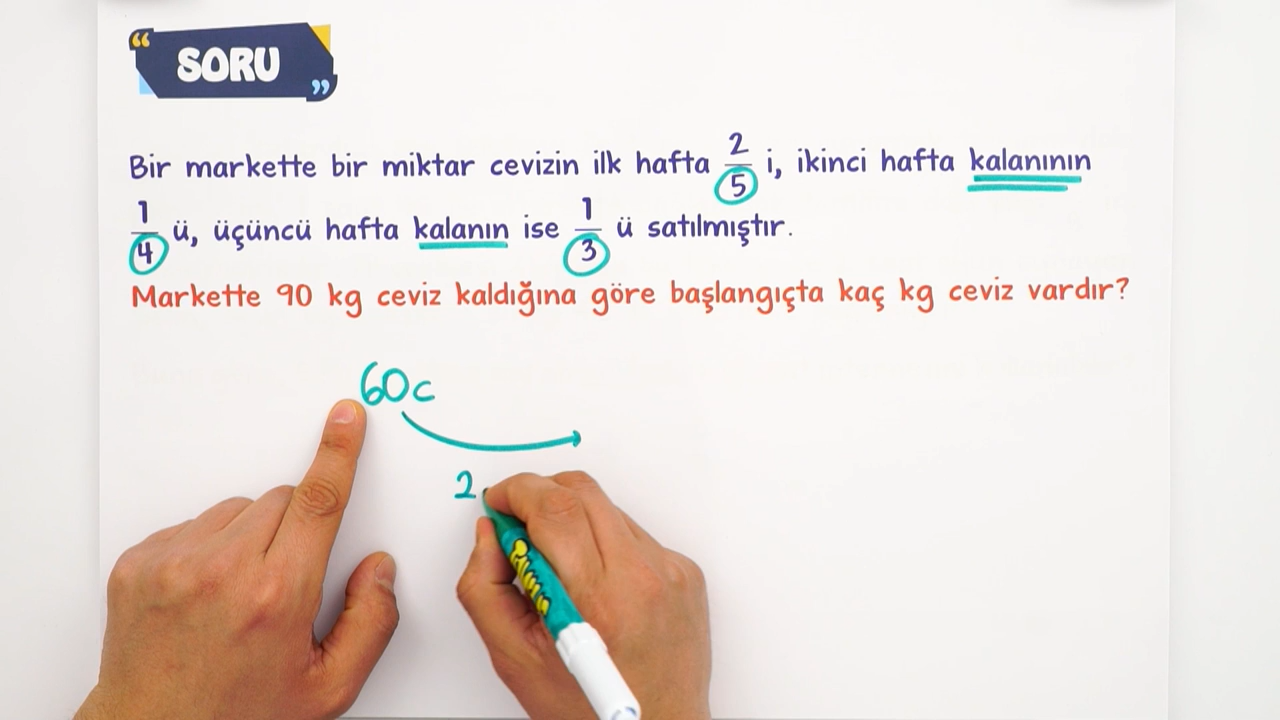 SORU
Bir markette bir miktar cevizin ilk hafta 2/5 i, ikinci hafta kalanının
1/4 ü, üçüncü hafta kalanın ise 1/3 ü satılmıştır.
Markette 90 kg ceviz kaldığına göre başlangıçta kaç kg ceviz vardır?
60c
2